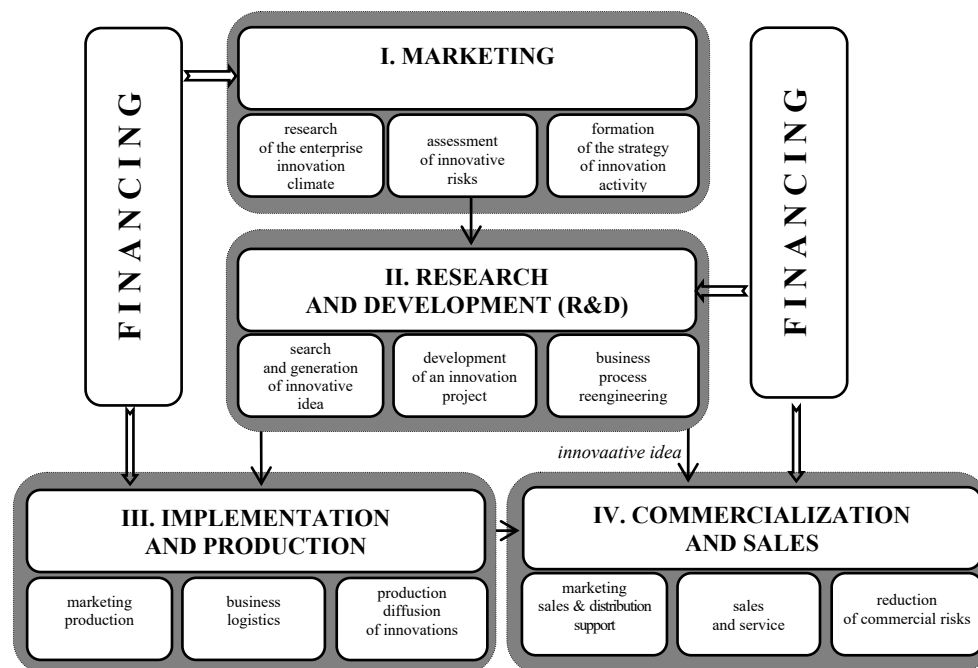 FINANCING
I. MARKETING
research
of the enterprise
innovation
climate
assessment
of innovative
risks
formation
of the strategy
of innovation
activity
FINANCING
II. RESEARCH
AND DEVELOPMENT (R&D)
search
and generation
of innovative
idea
development
of an innovation
project
business
process
reengineering
innovaative idea
III. IMPLEMENTATION
AND PRODUCTION
marketing
production
business
logistics
production
diffusion
of innovations
IV. COMMERCIALIZATION
AND SALES
marketing
sales & distribution
support
sales
and service
reduction
of commercial risks